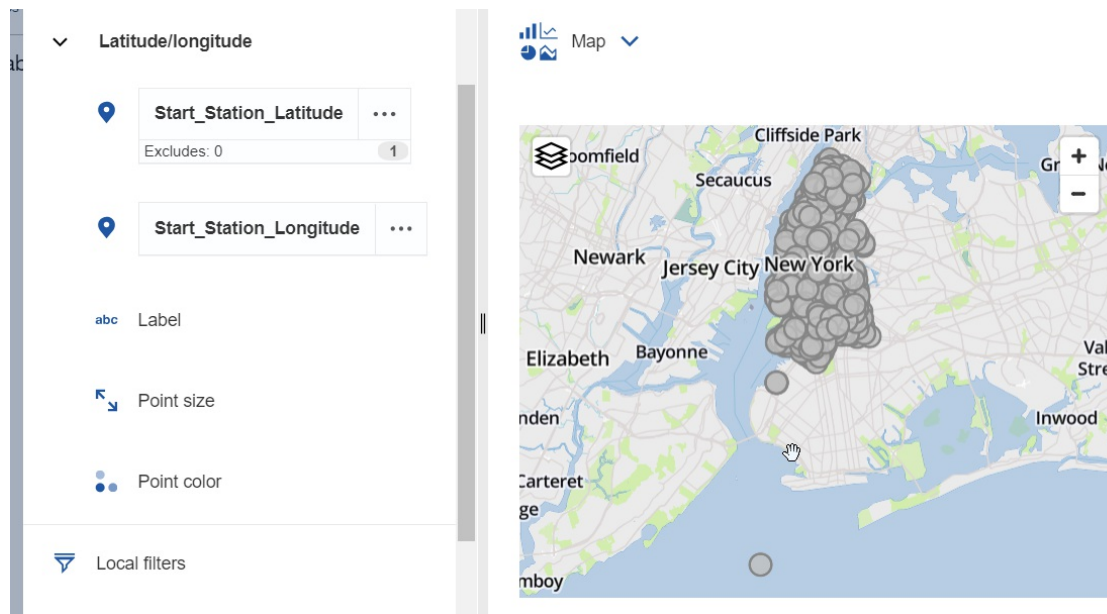 Latitude/longitude
Start_Station_Latitude
Excludes: 0
1
Start_Station_Longitude
abc Label
Point size
Point color
Local filters
Map
Cliffside Park
oomfield
Secaucus
Newark
Jersey City
New York
Elizabeth
Bayonne
Val
Stre
nden
Inwood
Carteret
ge
mboy